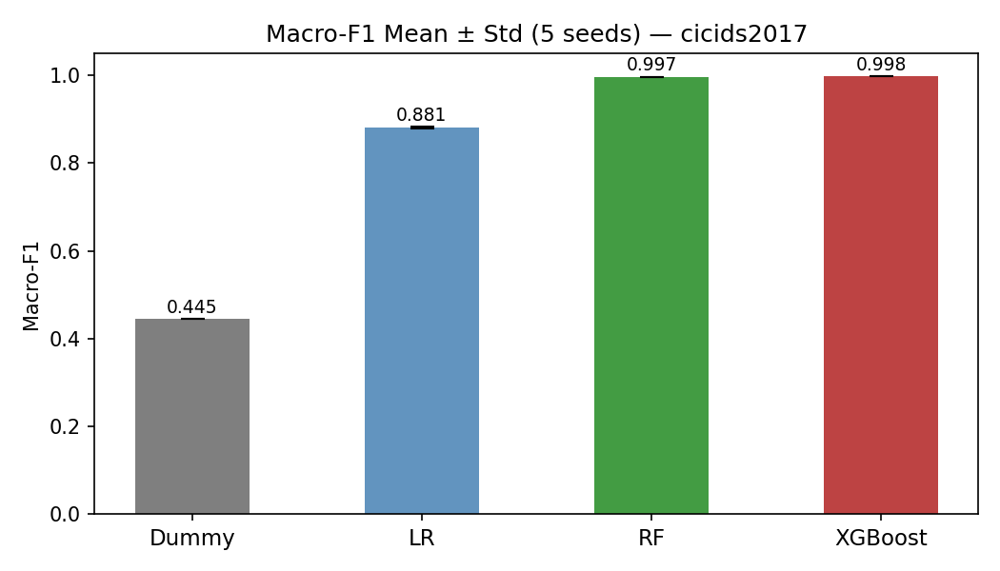 Macro-F1 Mean ± Std (5 seeds) — cicids2017
Macro-F1
1.0
0.8
0.6
0.4
0.2
0.0
0.445
0.881
0.997
0.998
Dummy
LR
RF
XGBoost